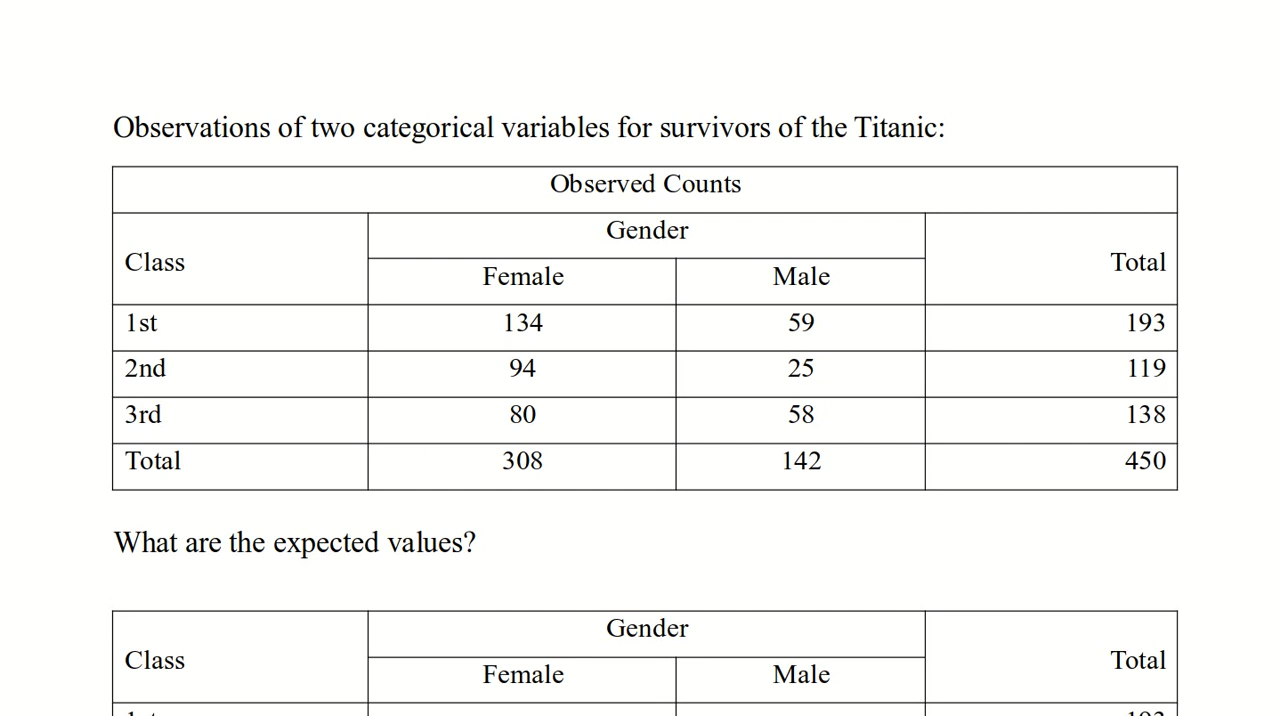 Observations of two categorical variables for survivors of the Titanic:
Observed Counts
Class Gender Total
Female Male
1st 134 59 193
2nd 94 25 119
3rd 80 58 138
Total 308 142 450
What are the expected values?
Class Gender Total
Female Male